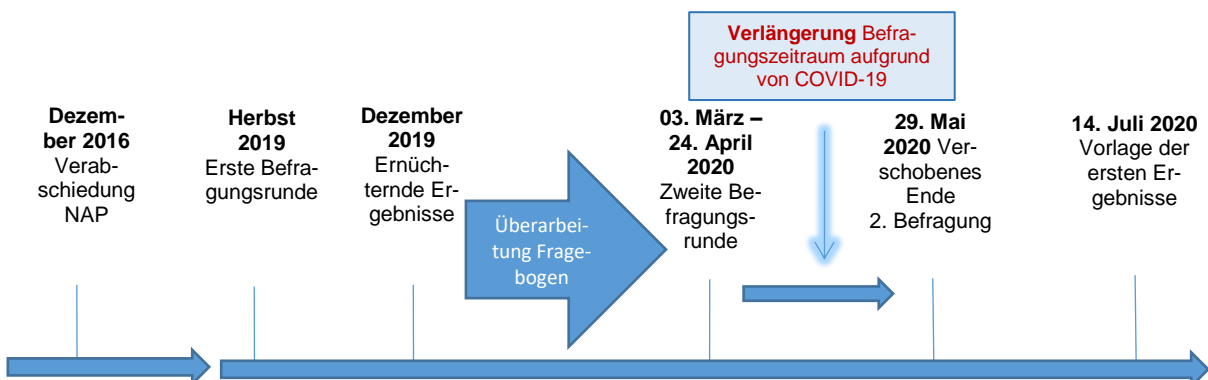 Verlängerung Befra-
gungszeitraum aufgrund
von COVID-19
Dezem-
ber 2016
Verab-
schiedung
NAP
Herbst
2019
Erste Befra-
gungsrunde
Dezember
2019
Ernüch-
ternde Er-
gebnisse
Überarbei-
tung Frage-
bogen
03. März –
24. April
2020
Zweite Be-
fragungs-
runde
29. Mai
2020 Ver-
schobenes
Ende
2. Befragung
14. Juli 2020
Vorlage der
ersten Er-
gebnisse